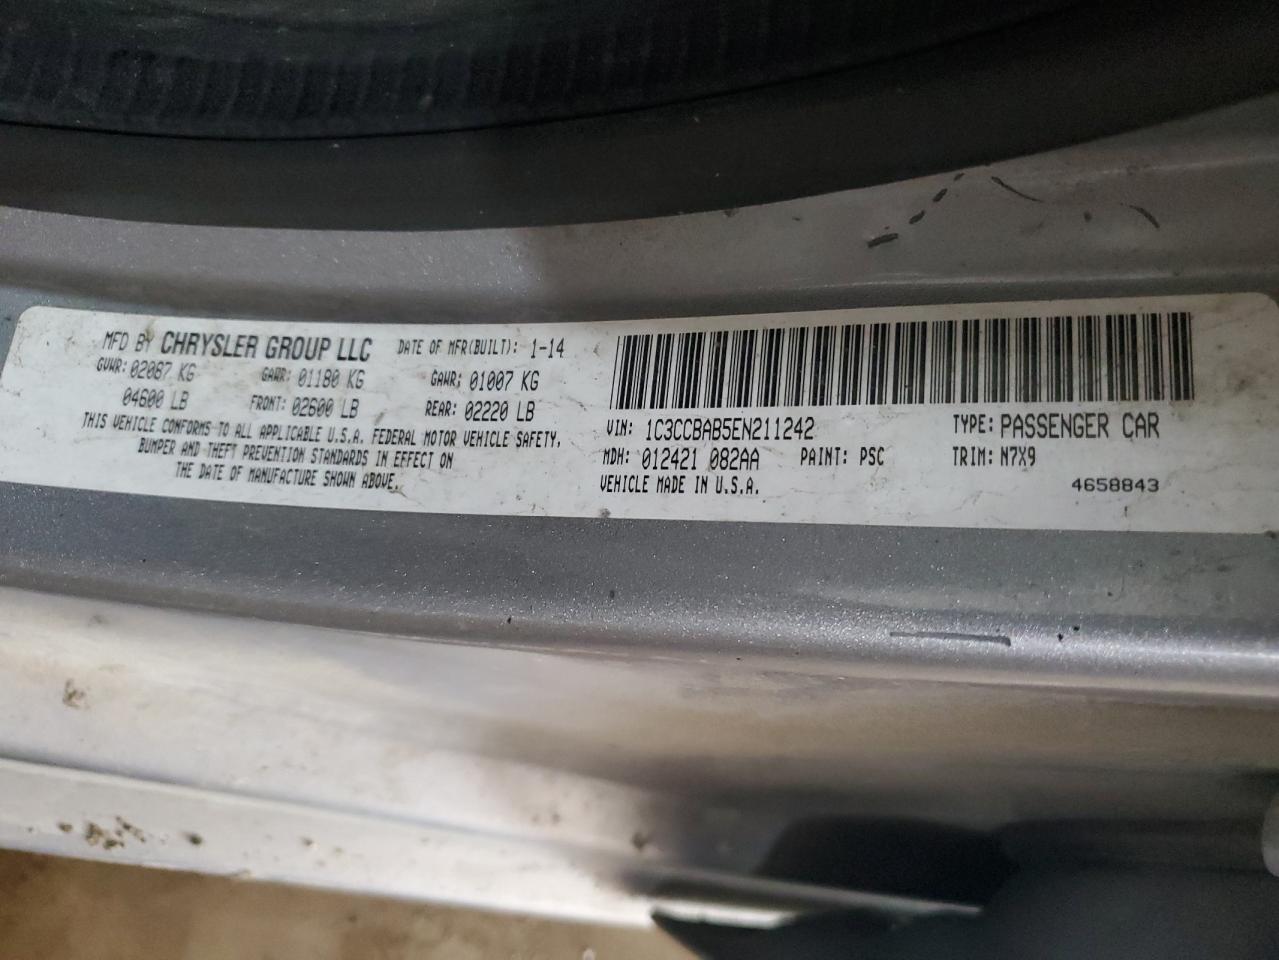 MFD BY CHRYSLER GROUP LLC DATE OF MFR(BUILT): 1-14
GVWR: 02087 KG GAWR: 01180 KG GAWR: 01007 KG
04600 LB FRONT: 02600 LB REAR: 02220 LB
THIS VEHICLE CONFORMS TO ALL APPLICABLE U.S.A. FEDERAL MOTOR VEHICLE SAFETY,
BUMPER AND THEFT PREVENTION STANDARDS IN EFFECT ON
THE DATE OF MANUFACTURE SHOWN ABOVE.
VIN: 1C3CCBAB5EN211242 TYPE: PASSENGER CAR
MDH: 012421 082AA PAINT: PSC TRIM: N7X9
VEHICLE MADE IN U.S.A. 4658843